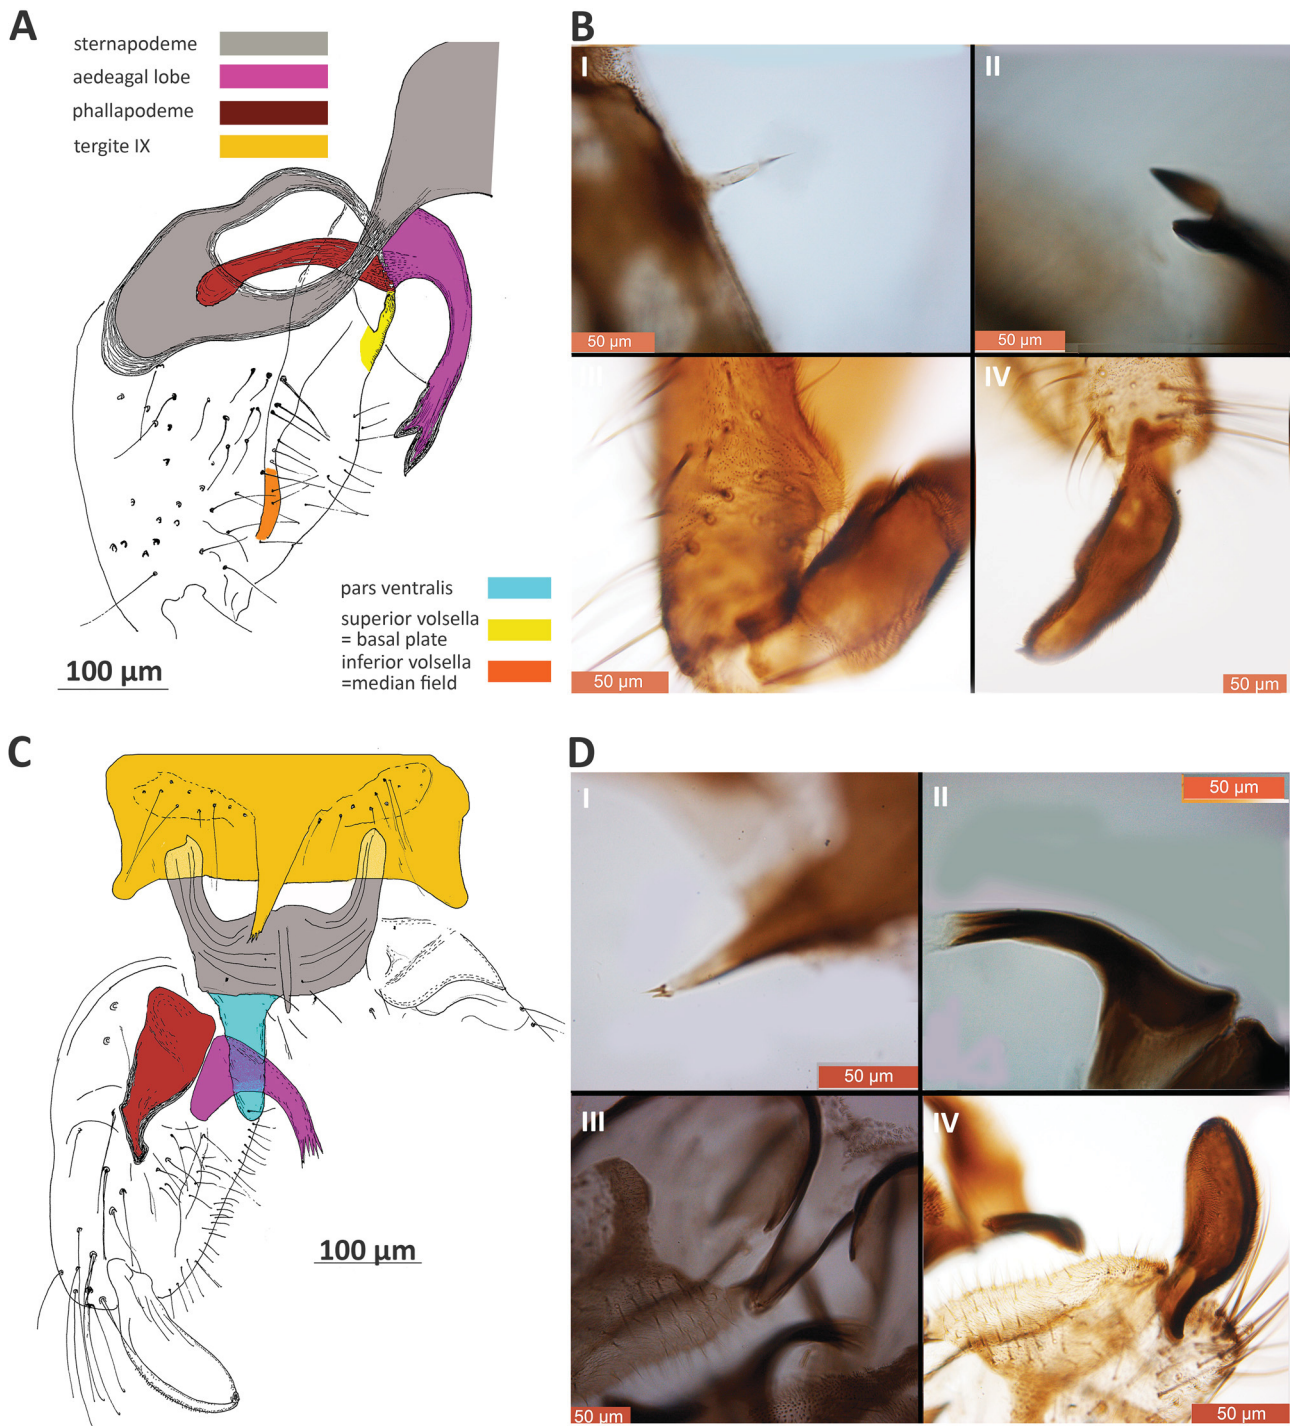 A
sternapodeme
aedeagal lobe
phallapodeme
tergite IX
pars ventralis
superior volsella
= basal plate
inferior volsella
=median field
100 µm
B
I
50 µm
II
50 µm
III
50 µm
IV
50 µm
C
100 µm
D
I
50 µm
II
50 µm
III
50 µm
IV
50 µm